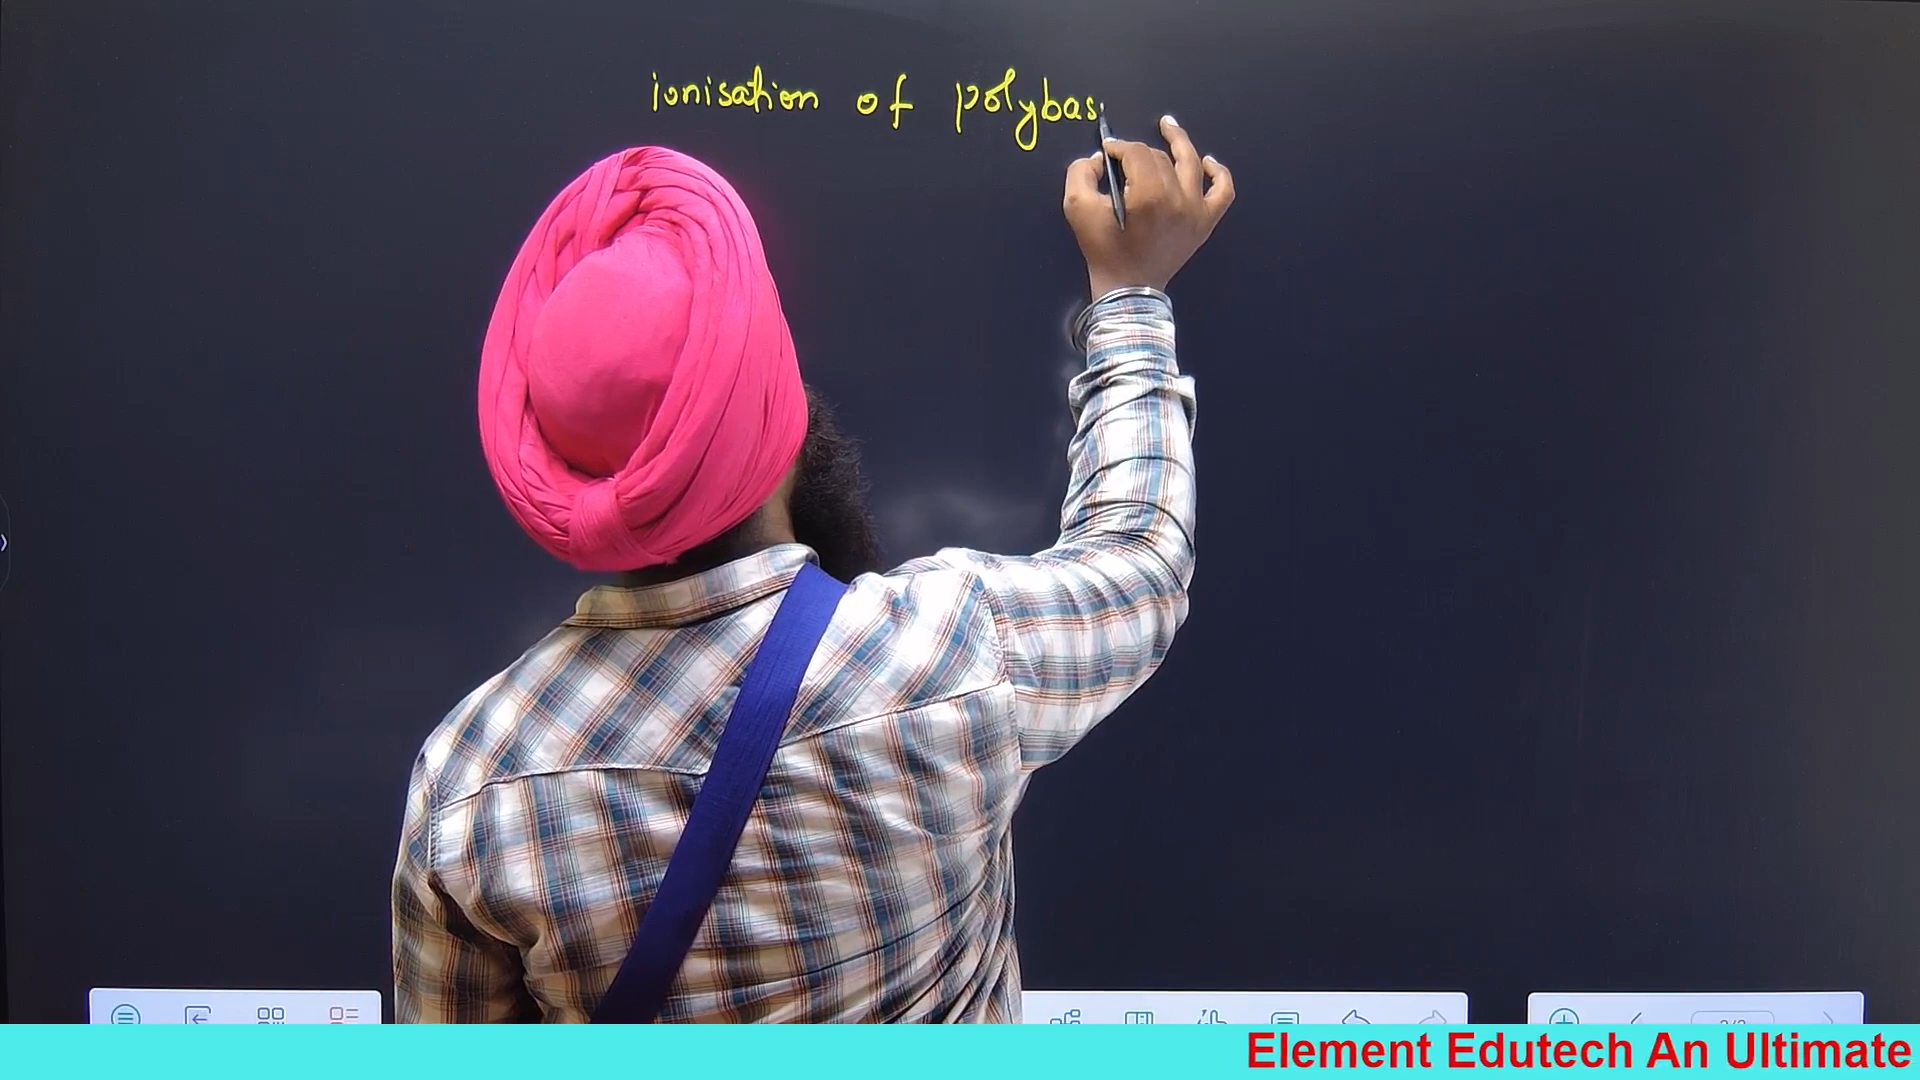 ionisation of polybas
Element Edutech An Ultimate